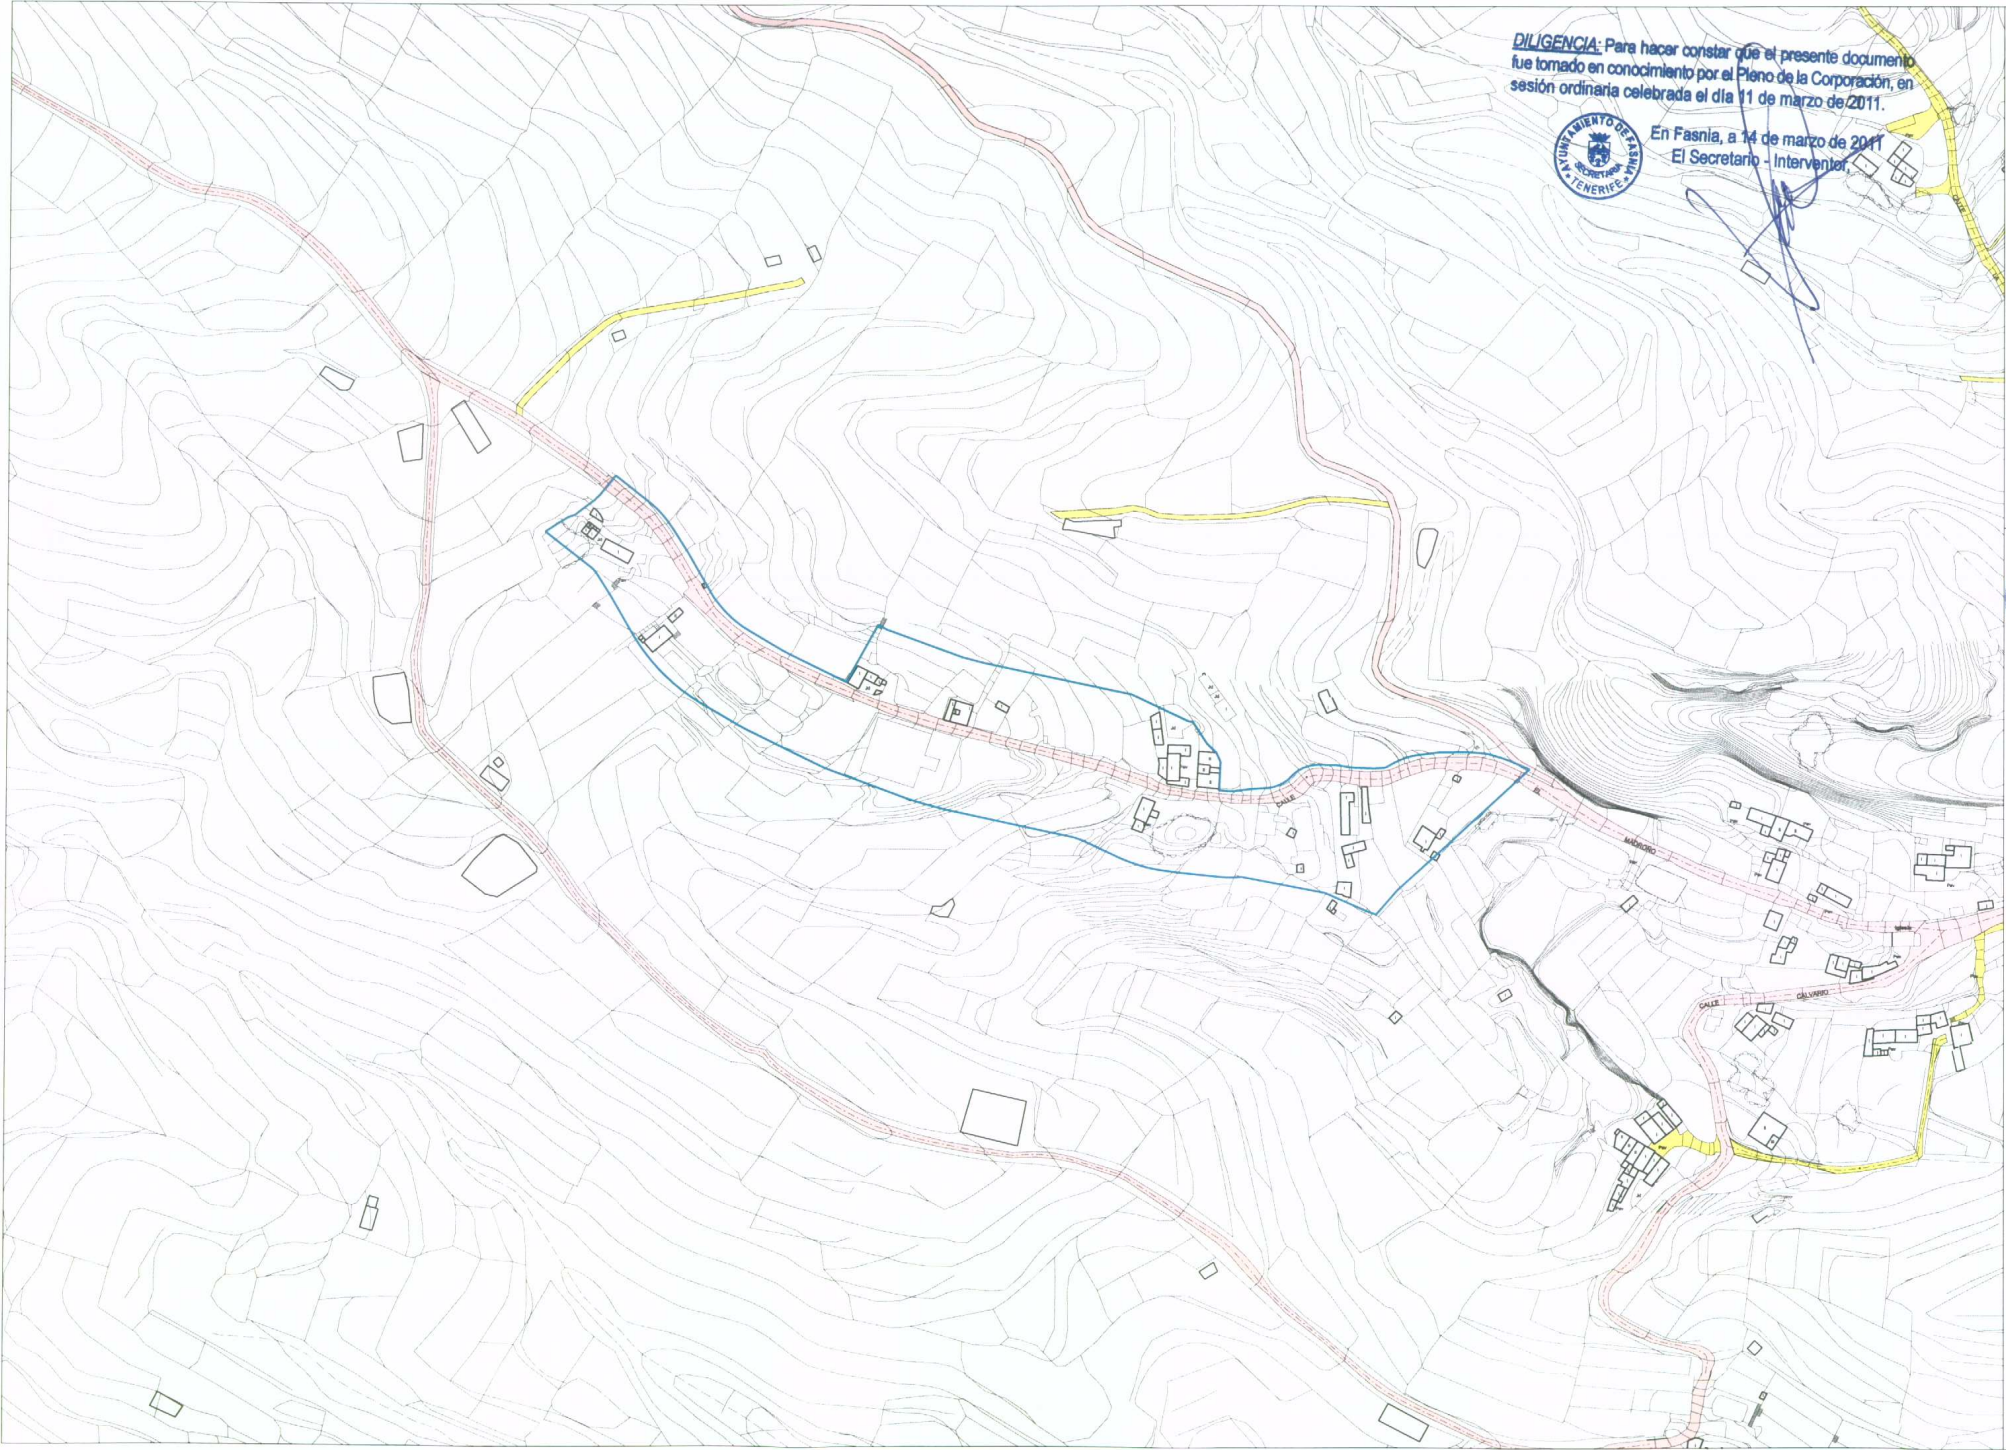 DILIGENCIA: Para hacer constar que el presente documento
fue tomado en conocimiento por el Pleno de la Corporación, en
sesión ordinaria celebrada el día 11 de marzo de 2011.
En Fasnia, a 14 de marzo de 2011
El Secretario - Interventor,
AYUNTAMIENTO DE FASNIA
SECRETARIA
TENERIFE
CALLE
EL
MADROÑO
CALLE
CALVARIO